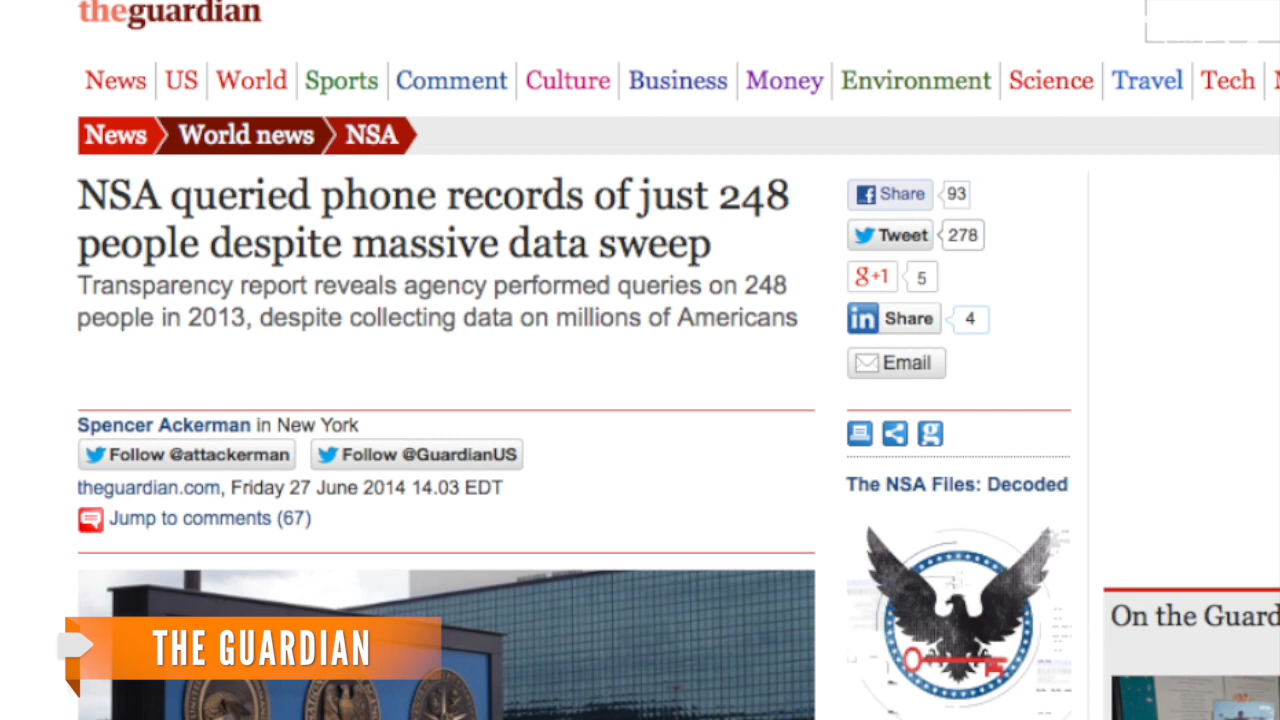 theguardian
News US World Sports Comment Culture Business Money Environment Science Travel Tech
News World news NSA
NSA queried phone records of just 248
people despite massive data sweep
Transparency report reveals agency performed queries on 248
people in 2013, despite collecting data on millions of Americans
Spencer Ackerman in New York
Follow @attackerman Follow @GuardianUS
theguardian.com, Friday 27 June 2014 14.03 EDT
Jump to comments (67)
Share 93
Tweet 278
g+1 5
in Share 4
Email
The NSA Files: Decoded
On the Guard
THE GUARDIAN